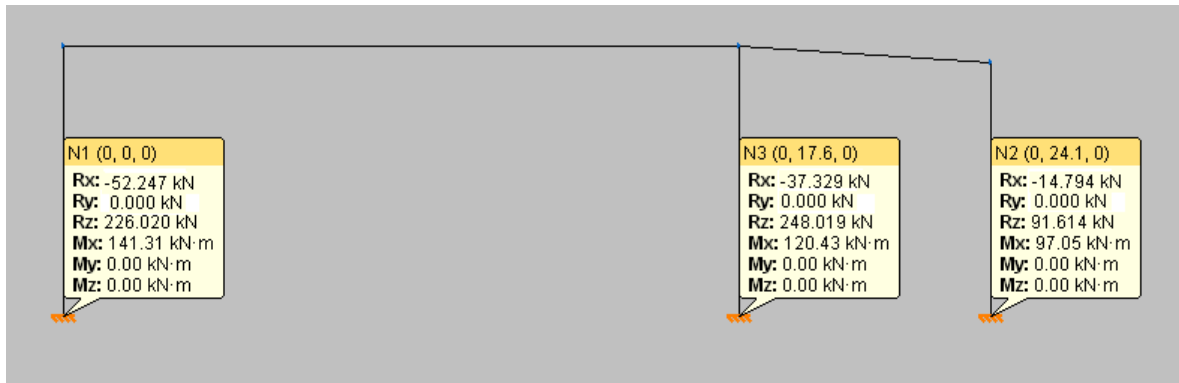 N1 (0, 0, 0)
Rx: -52.247 kN
Ry: 0.000 kN
Rz: 226.020 kN
Mx: 141.31 kN·m
My: 0.00 kN·m
Mz: 0.00 kN·m
N3 (0, 17.6, 0)
Rx: -37.329 kN
Ry: 0.000 kN
Rz: 248.019 kN
Mx: 120.43 kN·m
My: 0.00 kN·m
Mz: 0.00 kN·m
N2 (0, 24.1, 0)
Rx: -14.794 kN
Ry: 0.000 kN
Rz: 91.614 kN
Mx: 97.05 kN·m
My: 0.00 kN·m
Mz: 0.00 kN·m